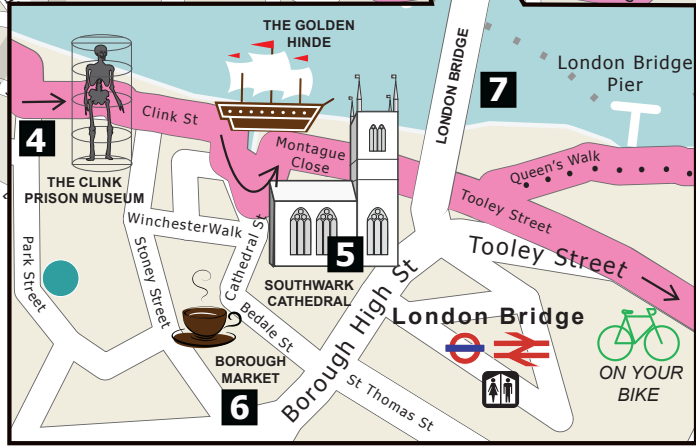 THE GOLDEN
HINDE
LONDON BRIDGE
7
London Bridge
Pier
4
Clink St
Montague
Close
Queen's Walk
THE CLINK
PRISON MUSEUM
Tooley Street
Tooley Street
WinchesterWalk
Cathedral St
5
SOUTHWARK
CATHEDRAL
Park Street
Stoney Street
Bedale St
Borough High St
London Bridge
BOROUGH
MARKET
6
St Thomas St
ON YOUR
BIKE